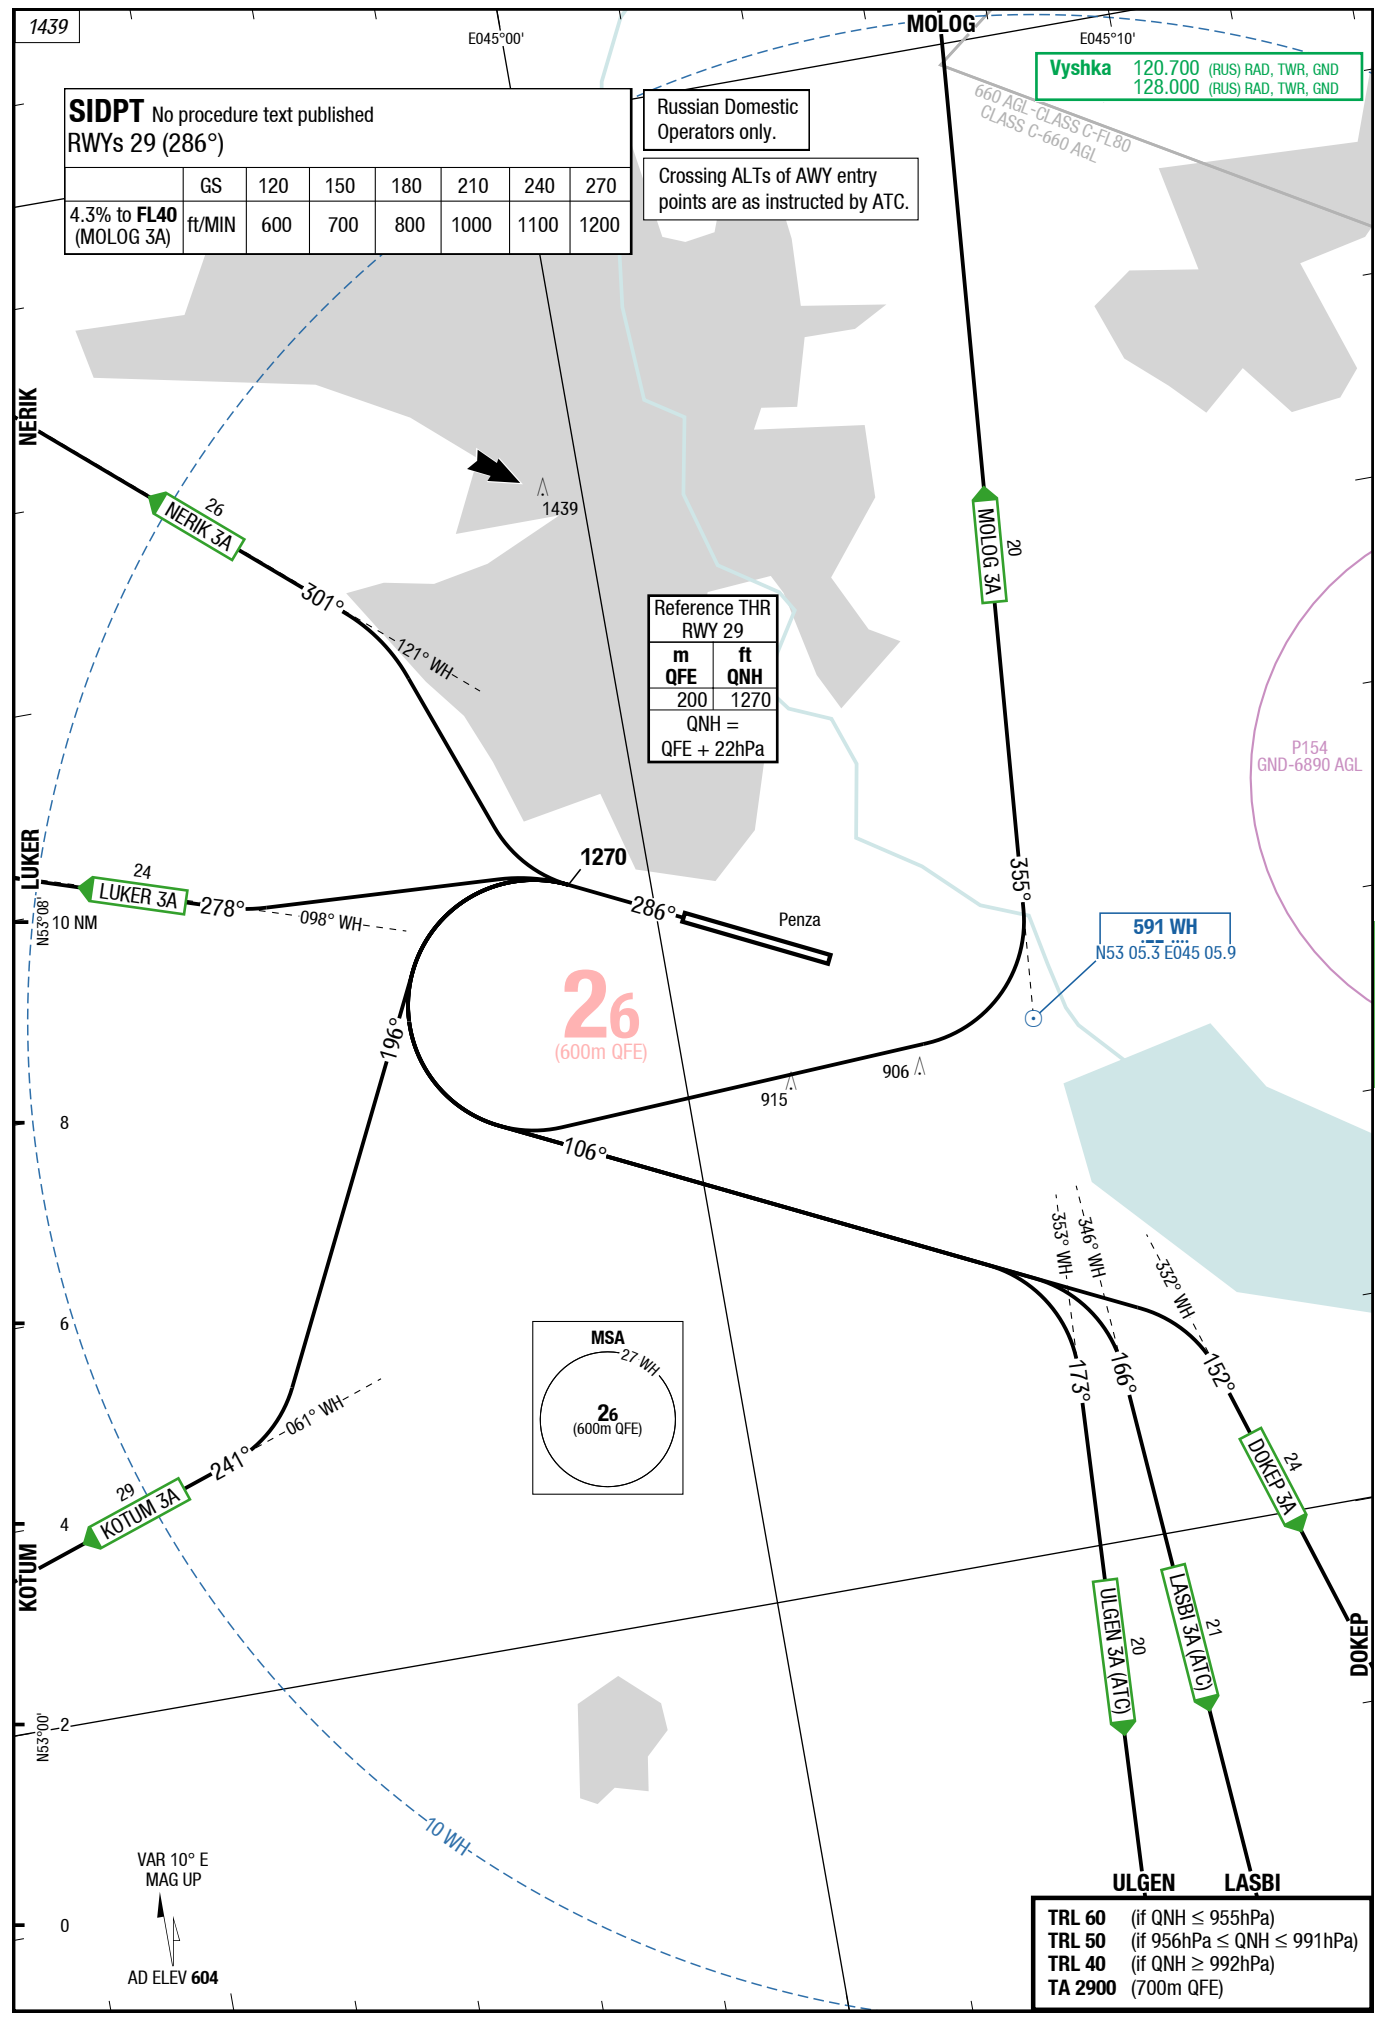 1439
E045°00'
MOLOG
E045°10'
Vyshka 120.700 (RUS) RAD, TWR, GND
128.000 (RUS) RAD, TWR, GND
660 AGL-CLASS C-FL80
CLASS C-660 AGL
SIDPT No procedure text published
RWYs 29 (286°)
GS 120 150 180 210 240 270
4.3% to FL40
(MOLOG 3A)
ft/MIN 600 700 800 1000 1100 1200
Russian Domestic
Operators only.
Crossing ALTs of AWY entry
points are as instructed by ATC.
NERIK
26
NERIK 3A
301°
121° WH
1439
20
MOLOG 3A
Reference THR
RWY 29
m ft
QFE QNH
200 1270
QNH =
QFE + 22hPa
P154
GND-6890 AGL
LUKER
24
LUKER 3A
278°
098° WH
1270
286°
Penza
355°
N53°08'
10 NM
591 WH
N53 05.3 E045 05.9
26
(600m QFE)
196°
906
915
8
106°
353° WH
346° WH
332° WH
6
MSA
27 WH
26
(600m QFE)
173°
166°
152°
061° WH
241°
29
KOTUM 3A
24
DOKEP 3A
4
KOTUM
20
ULGEN 3A (ATC)
21
LASBI 3A (ATC)
DOKEP
N53°00'
2
10 WH
VAR 10° E
MAG UP
0
AD ELEV 604
ULGEN
LASBI
TRL 60 (if QNH ≤ 955hPa)
TRL 50 (if 956hPa ≤ QNH ≤ 991hPa)
TRL 40 (if QNH ≥ 992hPa)
TA 2900 (700m QFE)